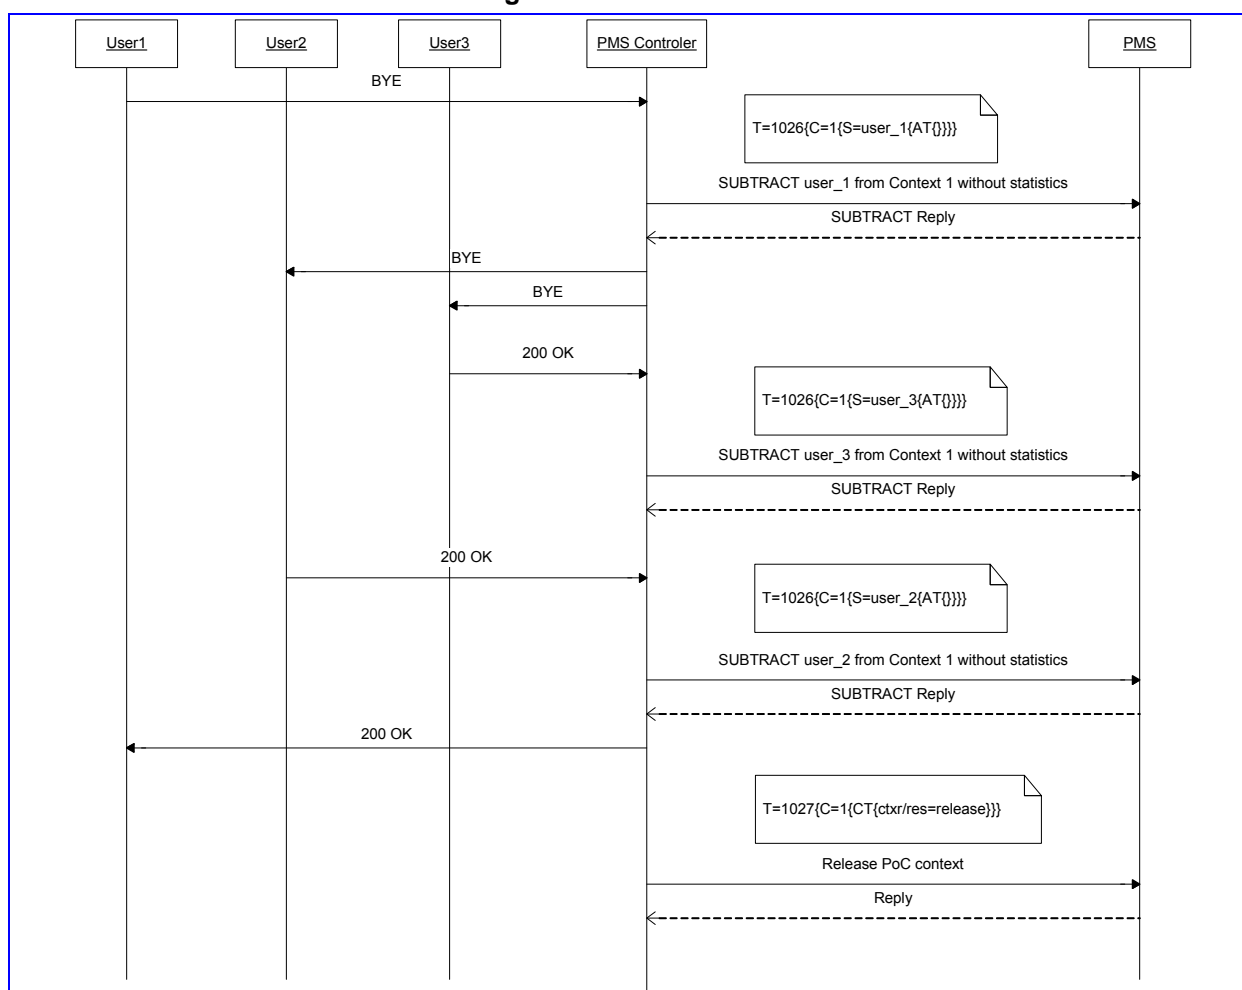 User1
User2
User3
PMS Controler
PMS
BYE
T=1026{C=1{S=user_1{AT{}}}}
SUBTRACT user_1 from Context 1 without statistics
SUBTRACT Reply
BYE
BYE
200 OK
T=1026{C=1{S=user_3{AT{}}}}
SUBTRACT user_3 from Context 1 without statistics
SUBTRACT Reply
200 OK
T=1026{C=1{S=user_2{AT{}}}}
SUBTRACT user_2 from Context 1 without statistics
SUBTRACT Reply
200 OK
T=1027{C=1{CT{ctxr/res=release}}}
Release PoC context
Reply